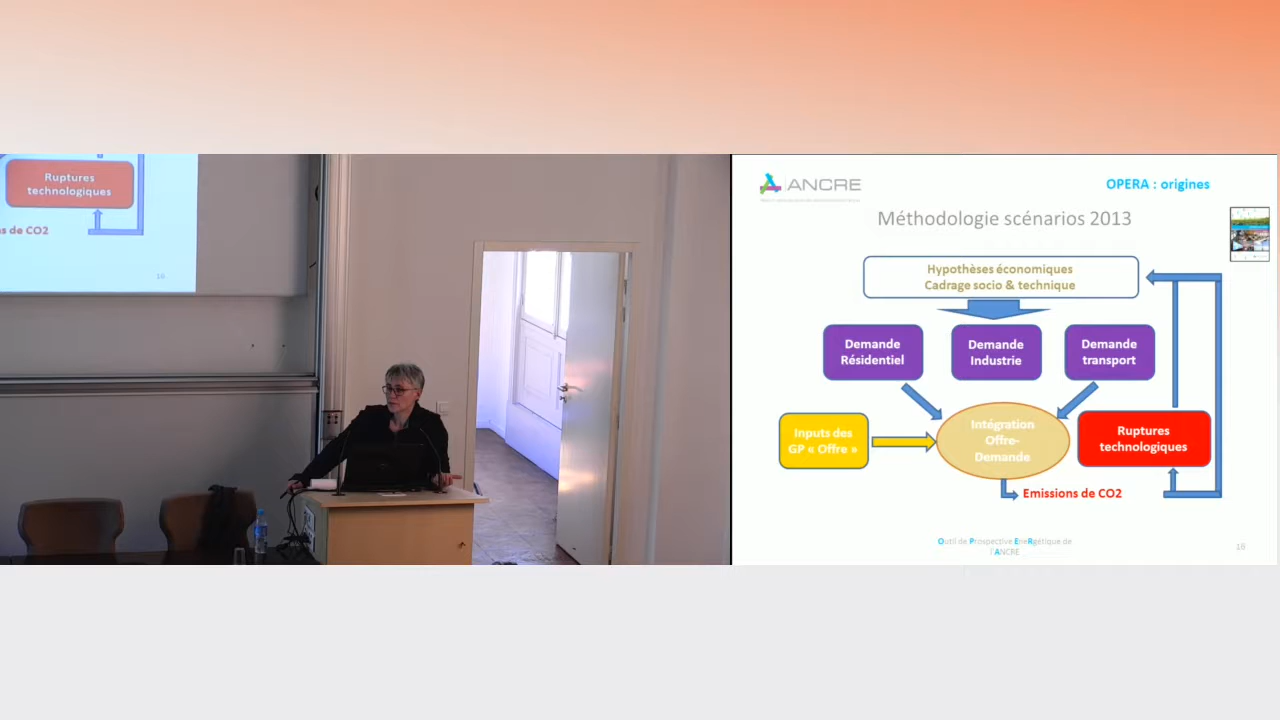 Ruptures
technologiques
s de CO2
16
ANCRE
OPERA : origines
Méthodologie scénarios 2013
Hypothèses économiques
Cadrage socio & technique
Demande
Résidentiel
Demande
Industrie
Demande
transport
Inputs des
GP « Offre »
Intégration
Offre-
Demande
Ruptures
technologiques
Emissions de CO2
Outil de Prospective EneRgétique de
l'ANCRE
16